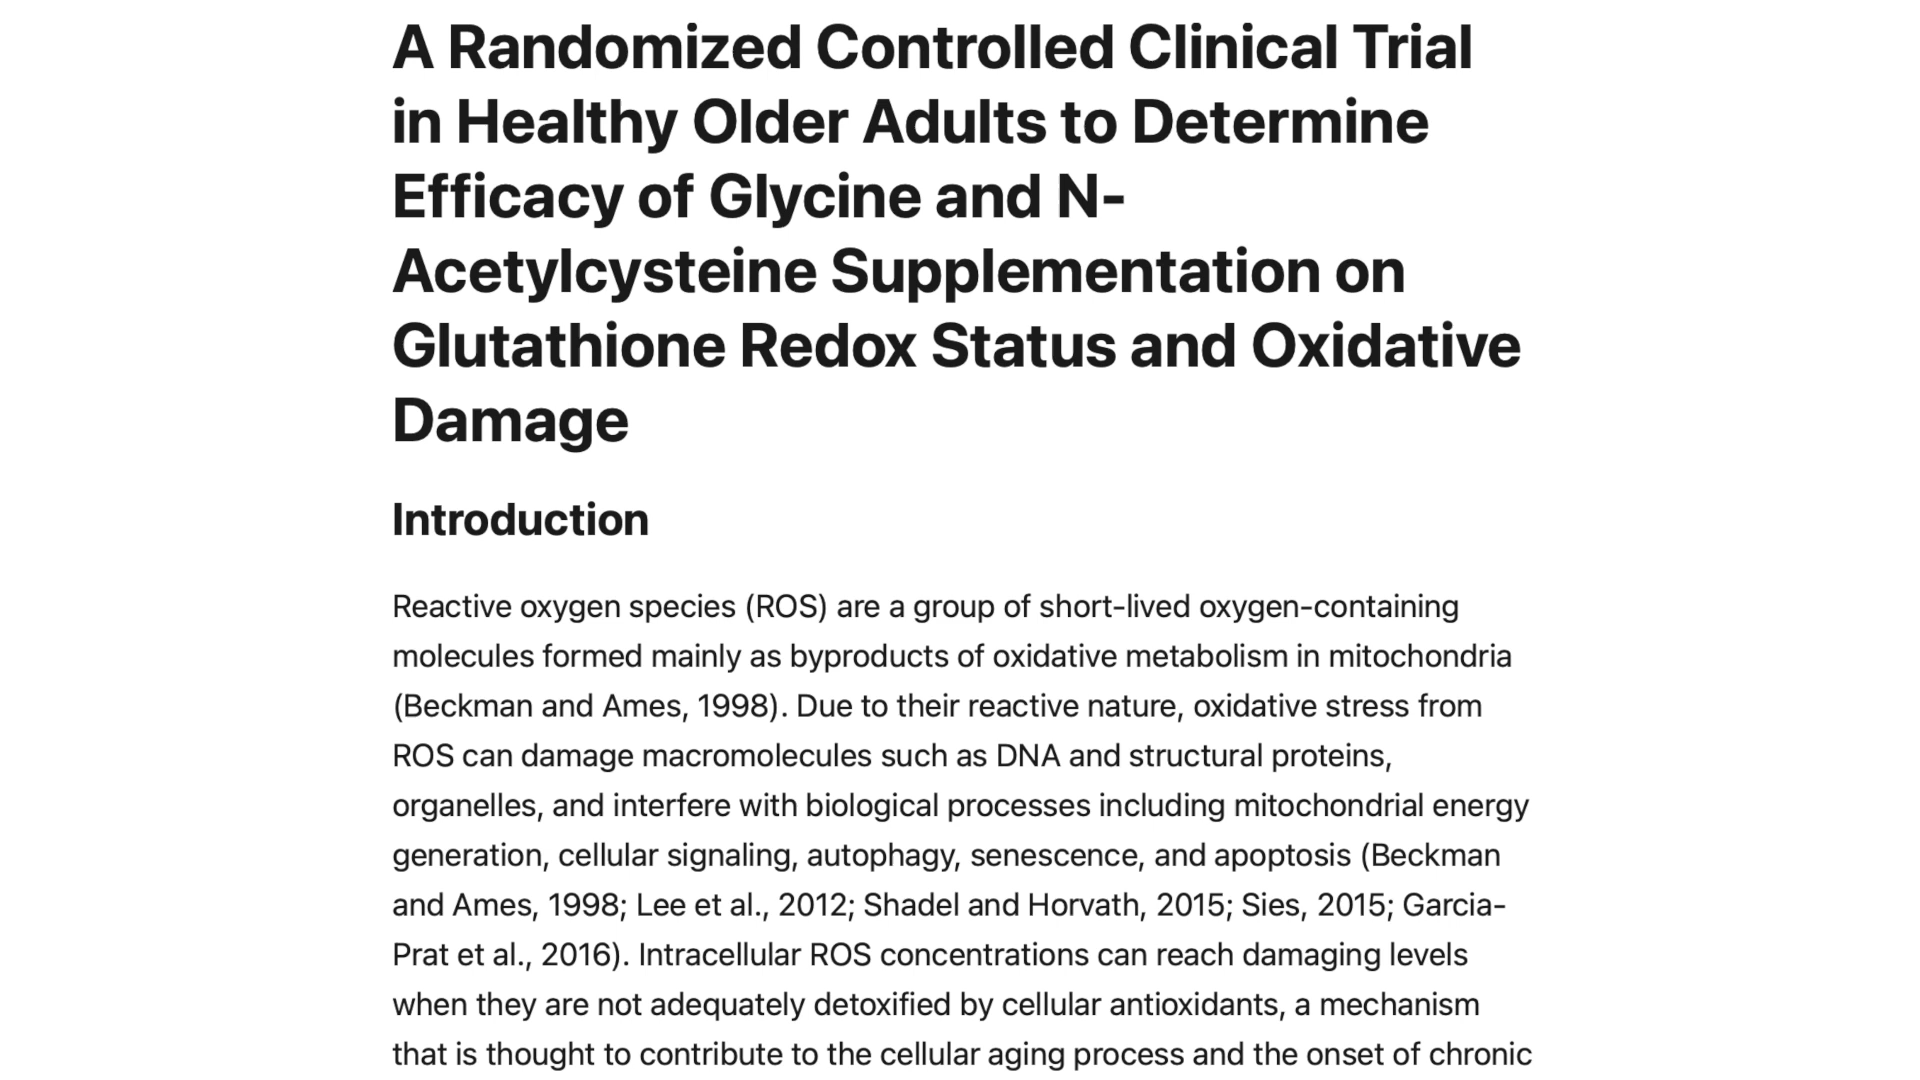 A Randomized Controlled Clinical Trial
in Healthy Older Adults to Determine
Efficacy of Glycine and N-
Acetylcysteine Supplementation on
Glutathione Redox Status and Oxidative
Damage
Introduction
Reactive oxygen species (ROS) are a group of short-lived oxygen-containing
molecules formed mainly as byproducts of oxidative metabolism in mitochondria
(Beckman and Ames, 1998). Due to their reactive nature, oxidative stress from
ROS can damage macromolecules such as DNA and structural proteins,
organelles, and interfere with biological processes including mitochondrial energy
generation, cellular signaling, autophagy, senescence, and apoptosis (Beckman
and Ames, 1998; Lee et al., 2012; Shadel and Horvath, 2015; Sies, 2015; Garcia-
Prat et al., 2016). Intracellular ROS concentrations can reach damaging levels
when they are not adequately detoxified by cellular antioxidants, a mechanism
that is thought to contribute to the cellular aging process and the onset of chronic